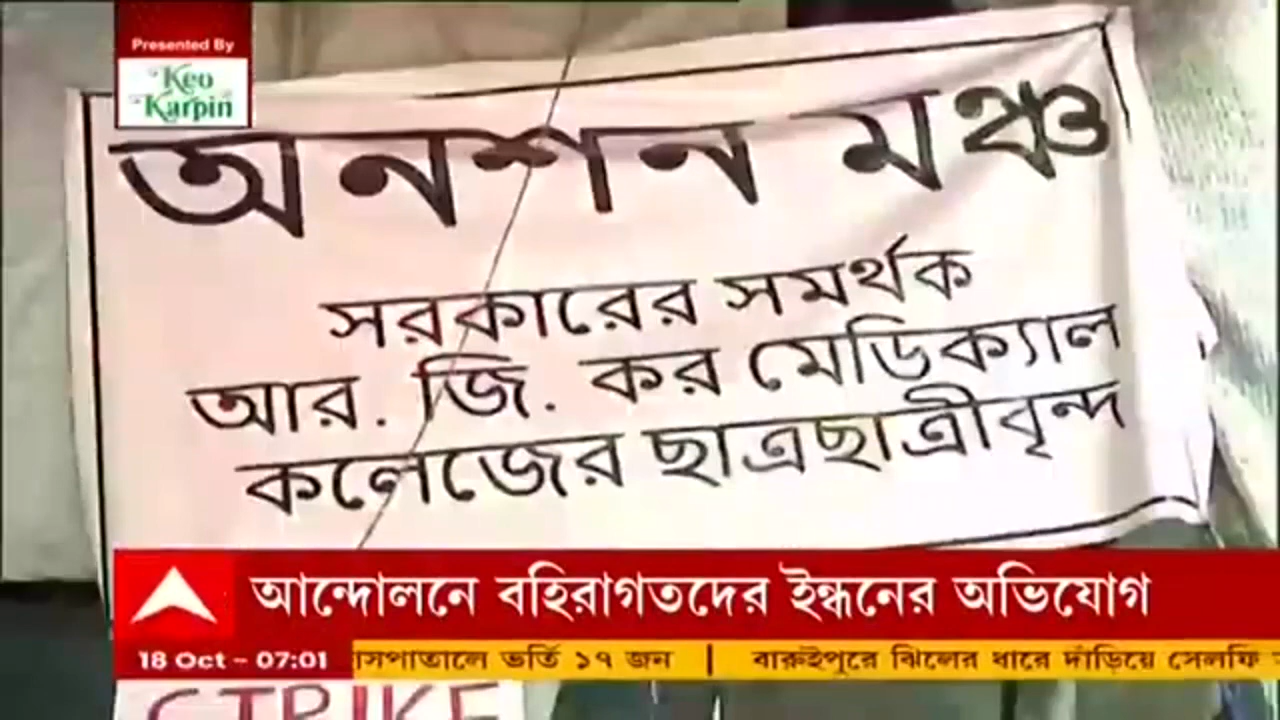 Presented By
Keo
Karpin
অনশন মঞ্চ
সরকারের সমর্থক
আর. জি. কর মেডিক্যাল
কলেজের ছাত্রছাত্রীবৃন্দ
আন্দোলনে বহিরাগতদের ইন্ধনের অভিযোগ
18 Oct - 07:01
াসপাতালে ভর্তি ১৭ জন | বারুইপুরে ঝিলের ধারে দাঁড়িয়ে সেলফি
STRIKE